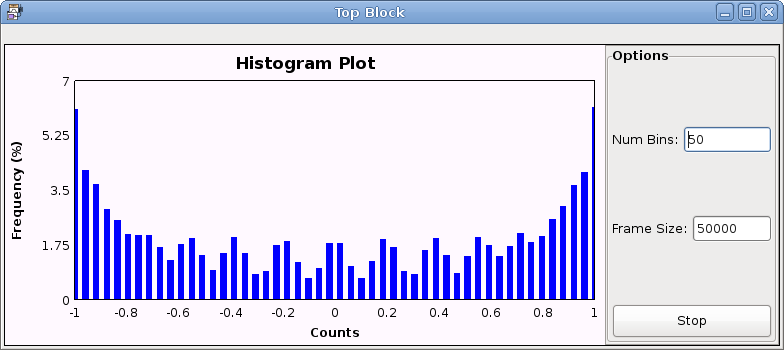 Top Block
Histogram Plot
Frequency (%)
7
5.25
3.5
1.75
0
-1 -0.8 -0.6 -0.4 -0.2 0 0.2 0.4 0.6 0.8 1
Counts
Options
Num Bins: 50
Frame Size: 50000
Stop